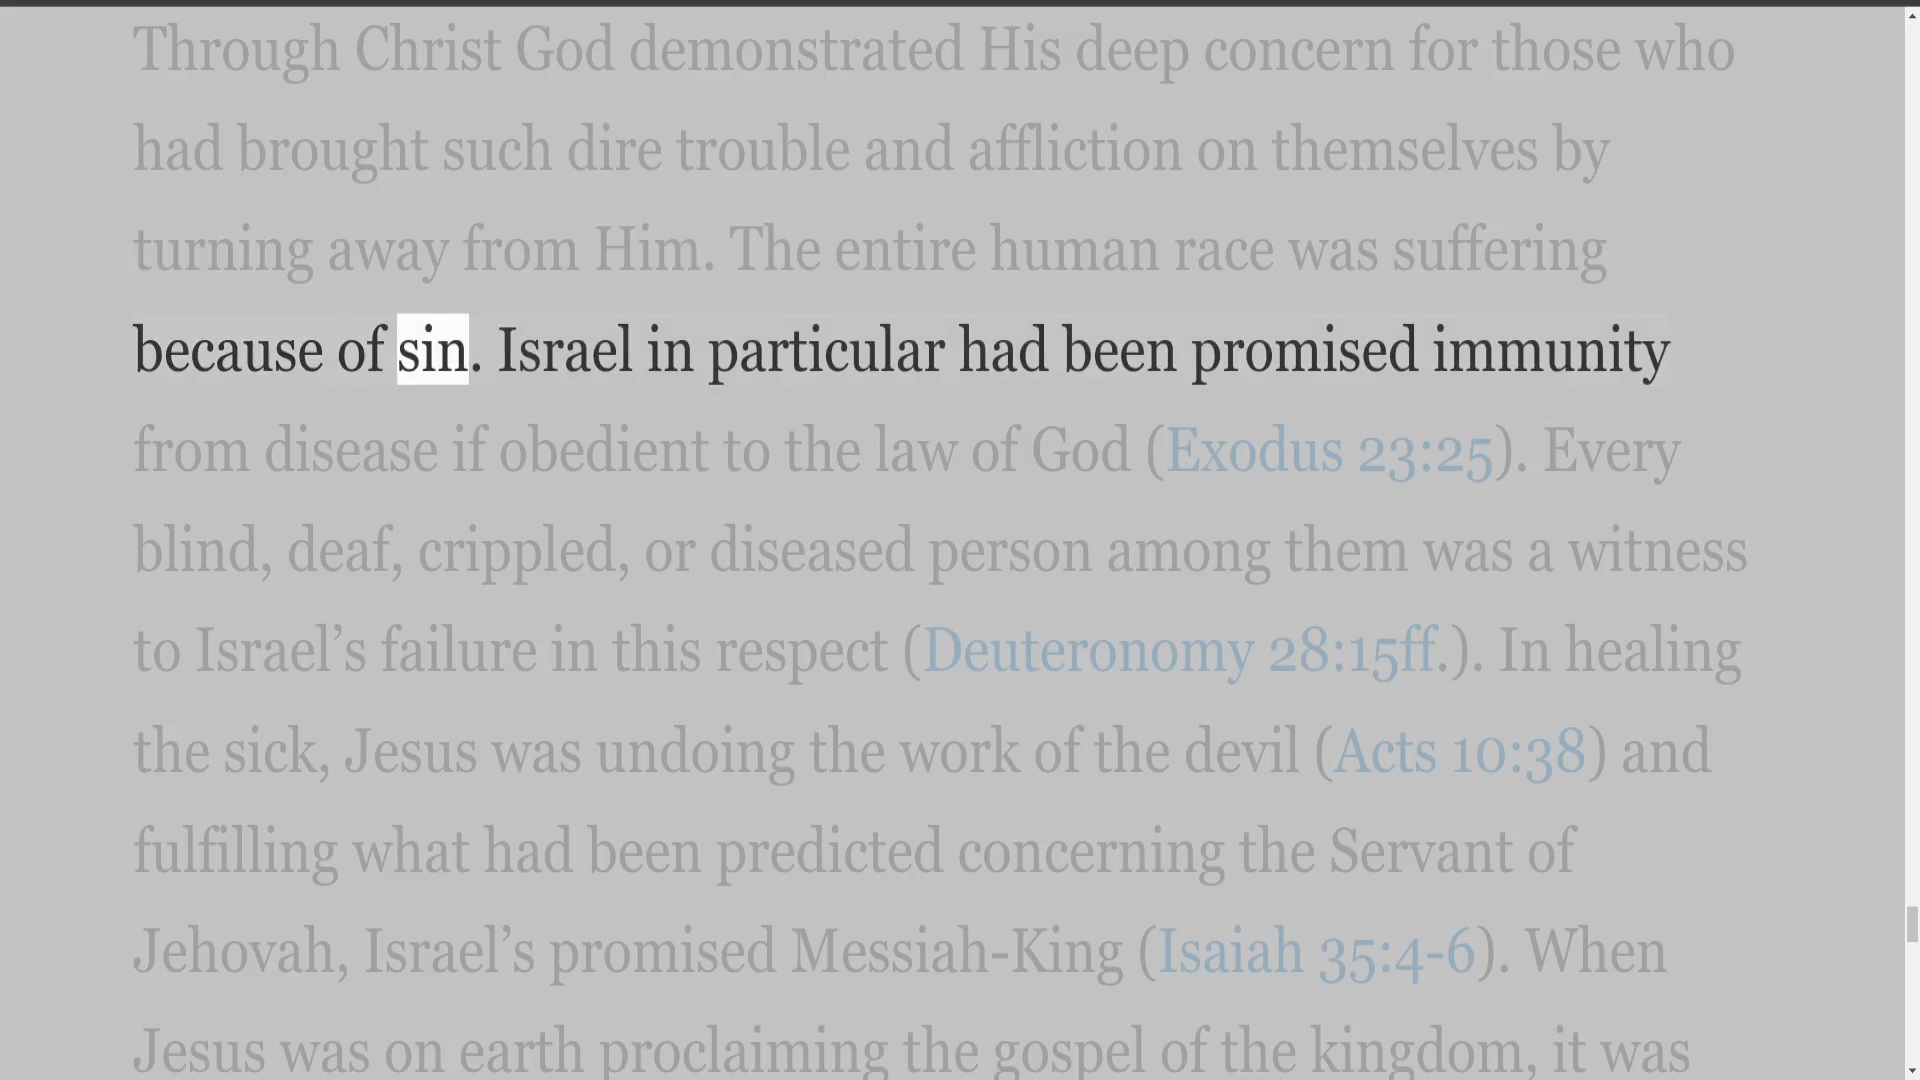 Through Christ God demonstrated His deep concern for those who
had brought such dire trouble and affliction on themselves by
turning away from Him. The entire human race was suffering
because of sin. Israel in particular had been promised immunity
from disease if obedient to the law of God (Exodus 23:25). Every
blind, deaf, crippled, or diseased person among them was a witness
to Israel’s failure in this respect (Deuteronomy 28:15ff.). In healing
the sick, Jesus was undoing the work of the devil (Acts 10:38) and
fulfilling what had been predicted concerning the Servant of
Jehovah, Israel’s promised Messiah-King (Isaiah 35:4-6). When
Jesus was on earth proclaiming the gospel of the kingdom, it was